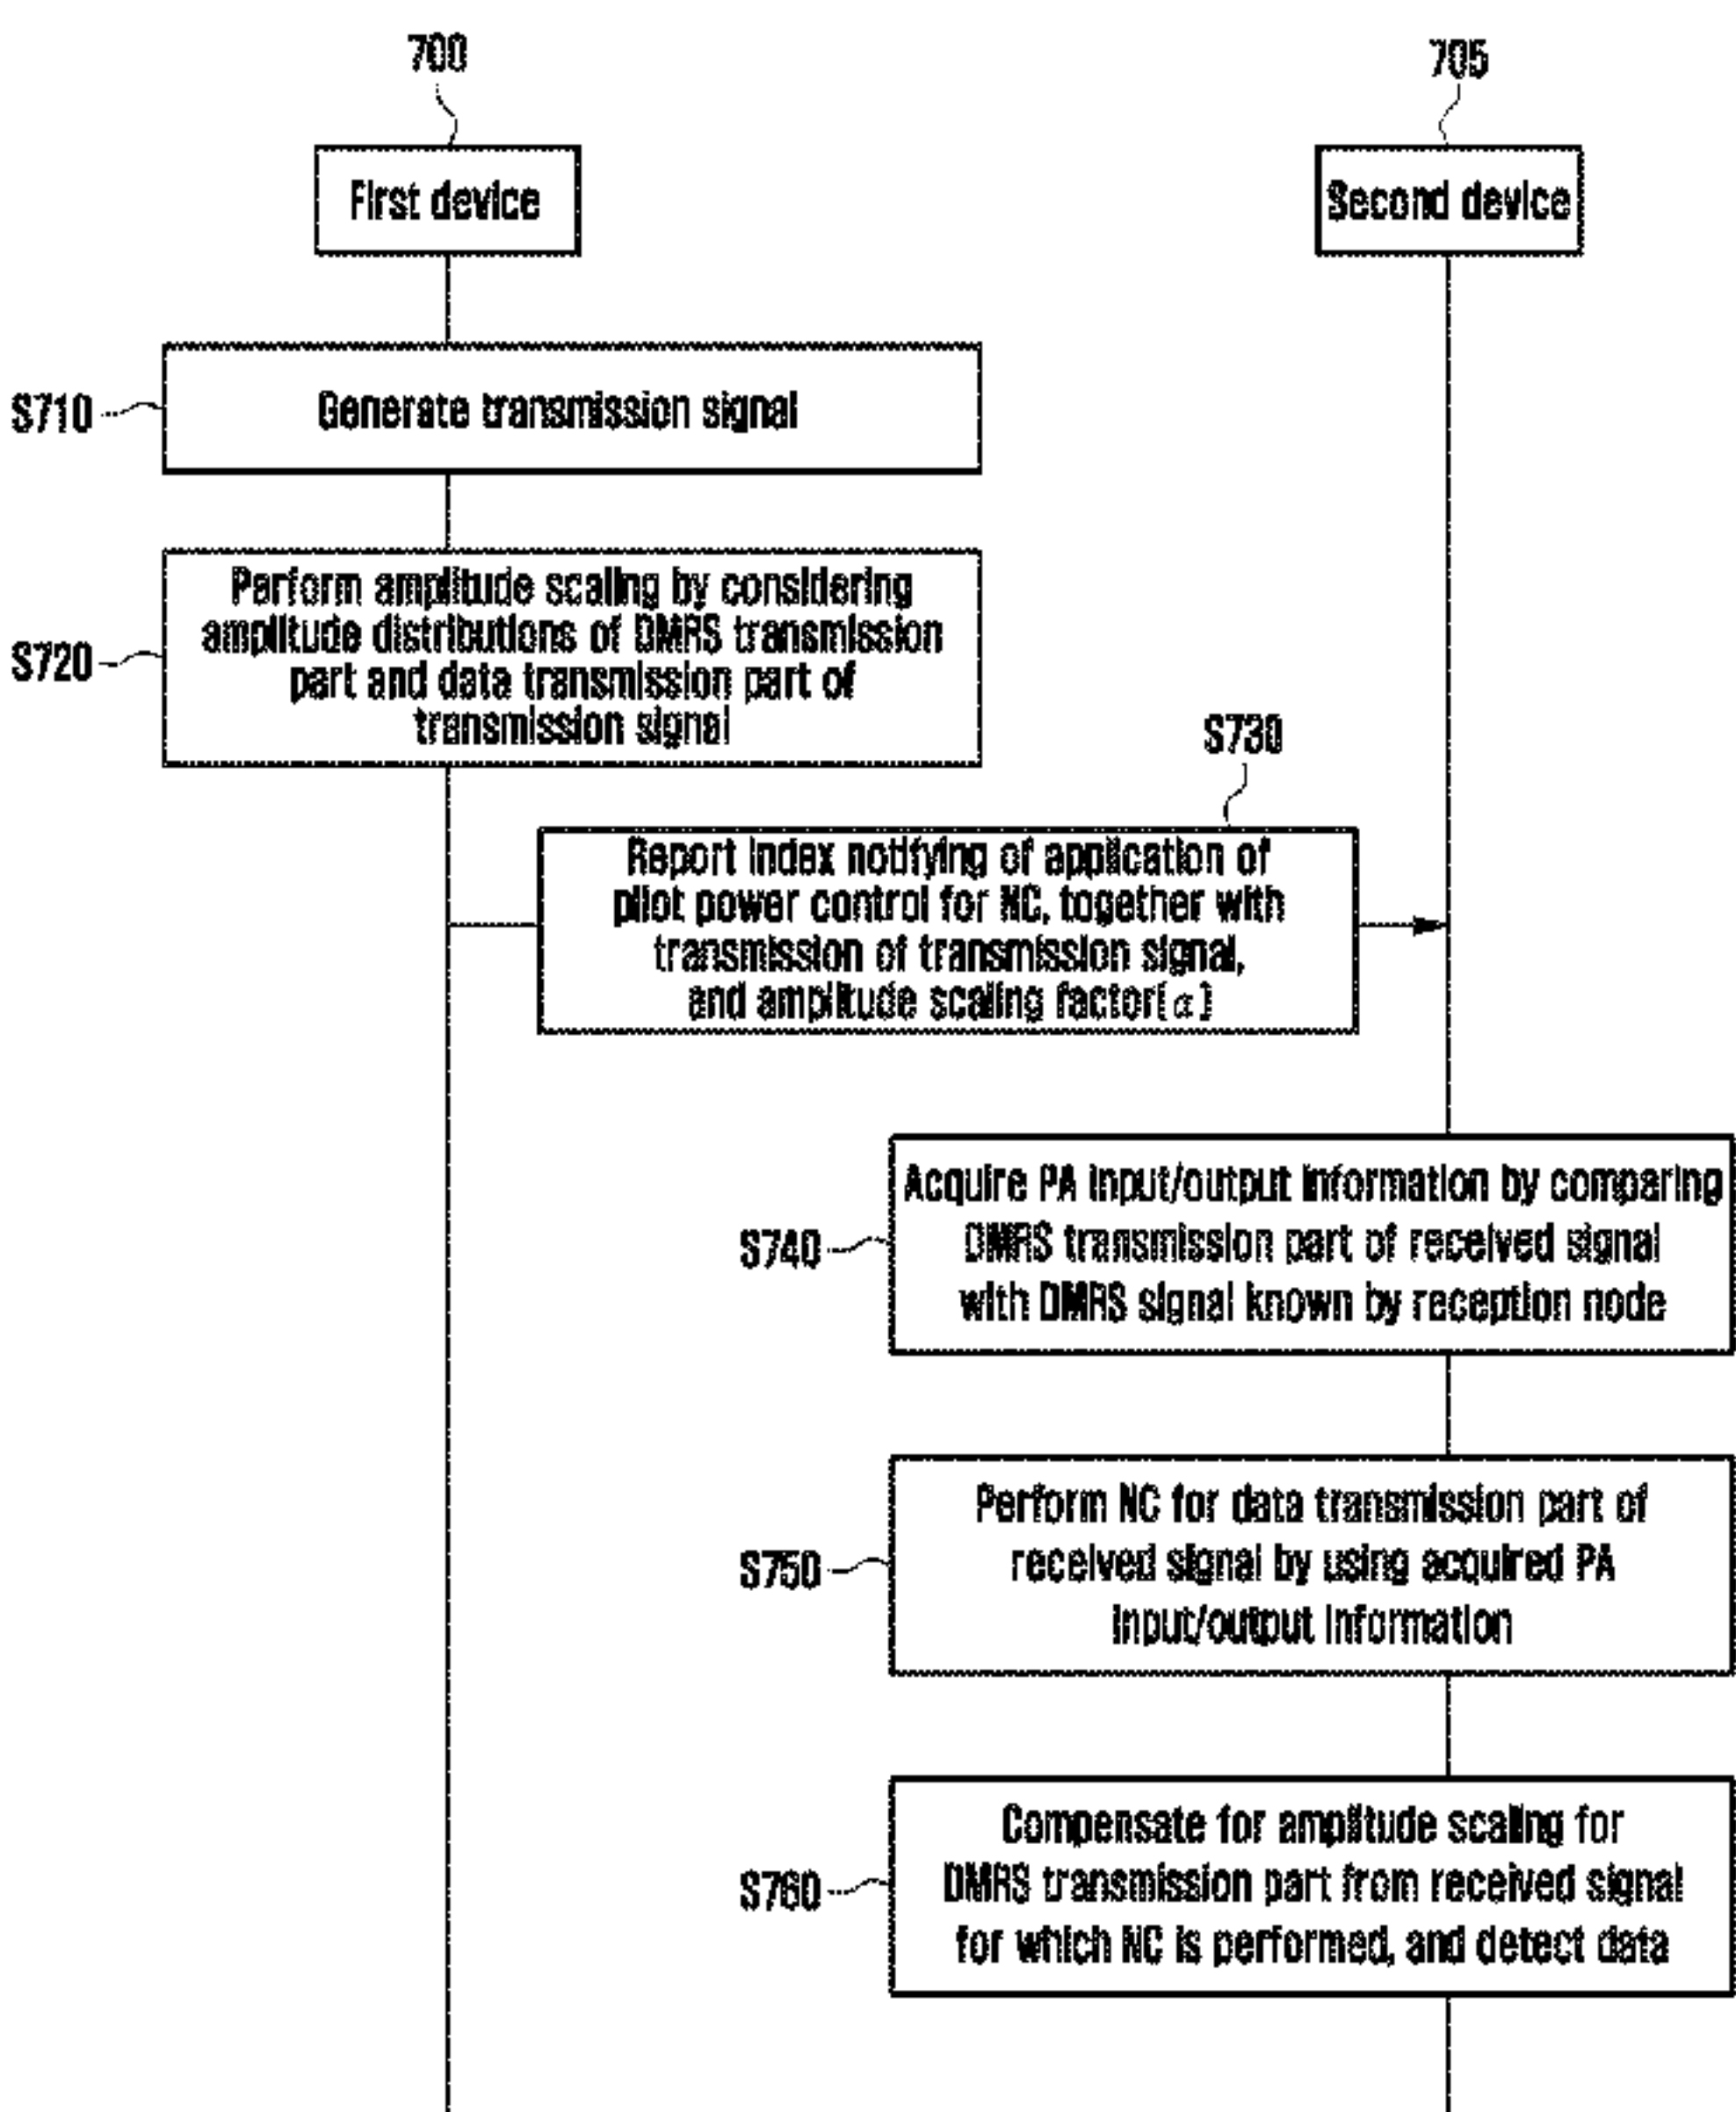 700
705
First device
Second device
S710
Generate transmission signal
S720
Perform amplitude scaling by considering
amplitude distributions of DMRS transmission
part and data transmission part of
transmission signal
S730
Report index notifying of application of
pilot power control for NC, together with
transmission of transmission signal,
and amplitude scaling factor(α)
S740
Acquire PA input/output information by comparing
DMRS transmission part of received signal
with DMRS signal known by reception node
S750
Perform NC for data transmission part of
received signal by using acquired PA
input/output information
S760
Compensate for amplitude scaling for
DMRS transmission part from received signal
for which NC is performed, and detect data